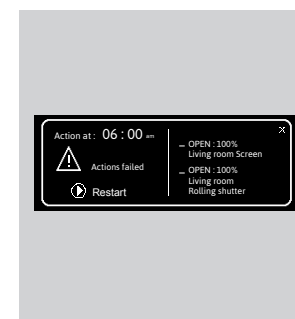 Action at : 06 : 00 am
Actions failed
Restart
x
– OPEN : 100%
Living room Screen
– OPEN : 100%
Living room
Rolling shutter